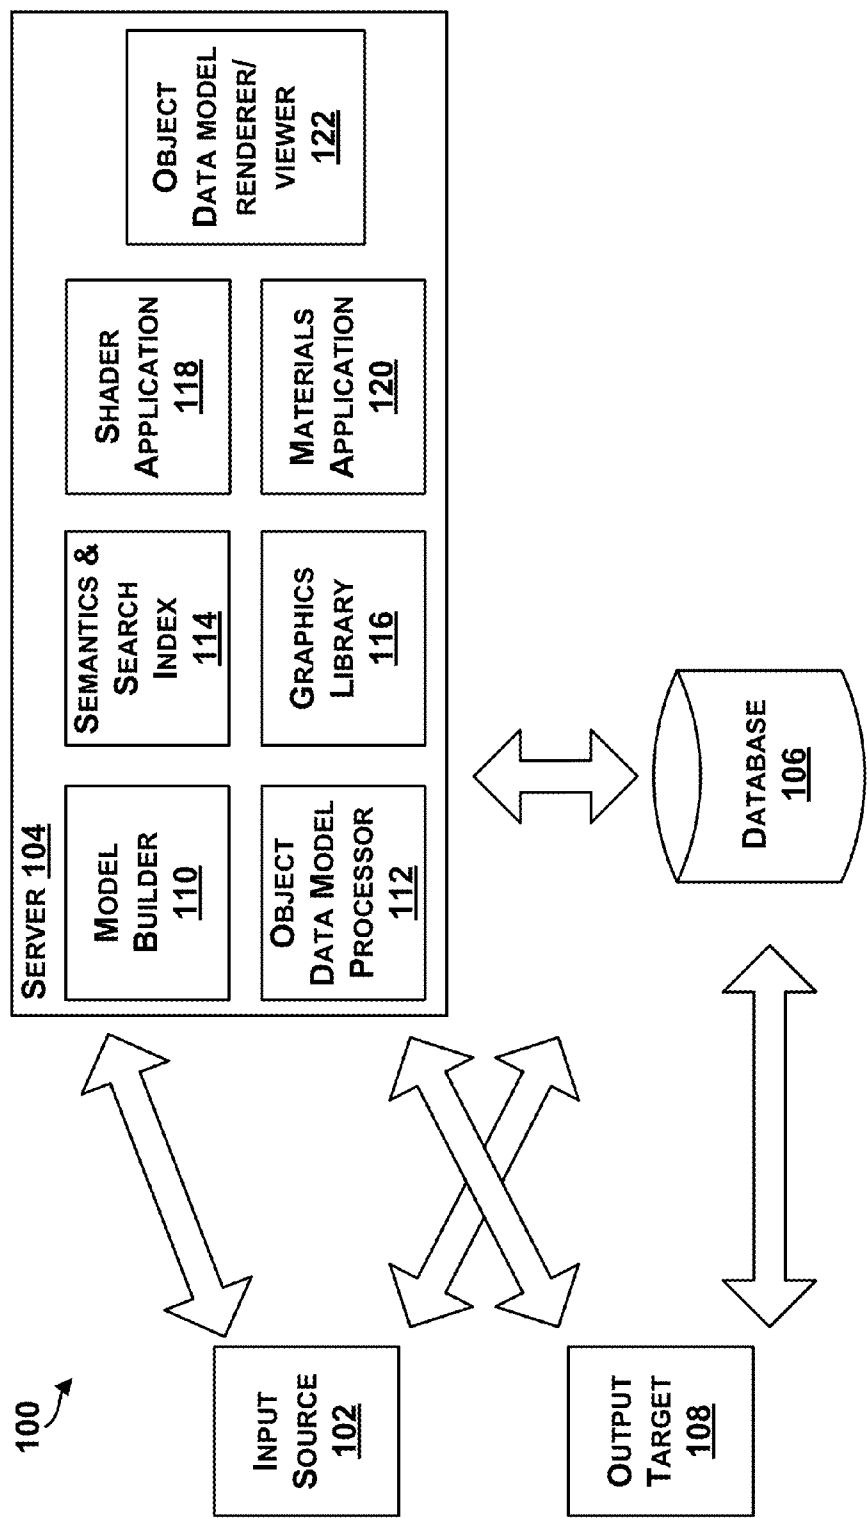 100
INPUT
SOURCE
102
OUTPUT
TARGET
108
SERVER 104
MODEL
BUILDER
110
SEMANTICS &
SEARCH
INDEX
114
SHADER
APPLICATION
118
OBJECT
DATA MODEL
PROCESSOR
112
GRAPHICS
LIBRARY
116
MATERIALS
APPLICATION
120
OBJECT
DATA MODEL
RENDERER/
VIEWER
122
DATABASE
106